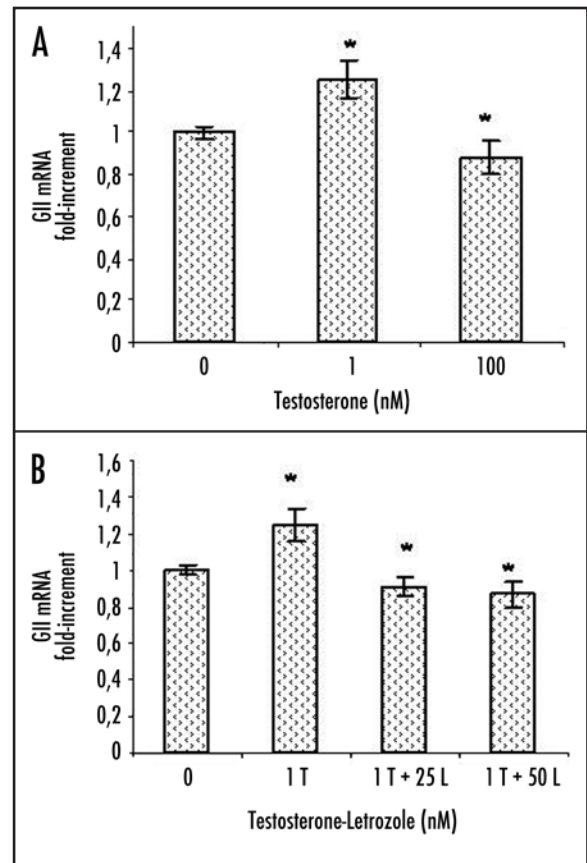 A
GII mRNA
fold-increment
1,4
1,2
1
0,8
0,6
0,4
0,2
0
*
*
0 1 100
Testosterone (nM)
B
GII mRNA
fold-increment
1,6
1,4
1,2
1
0,8
0,6
0,4
0,2
0
*
*
*
0 1 T 1 T + 25 L 1 T + 50 L
Testosterone-Letrozole (nM)